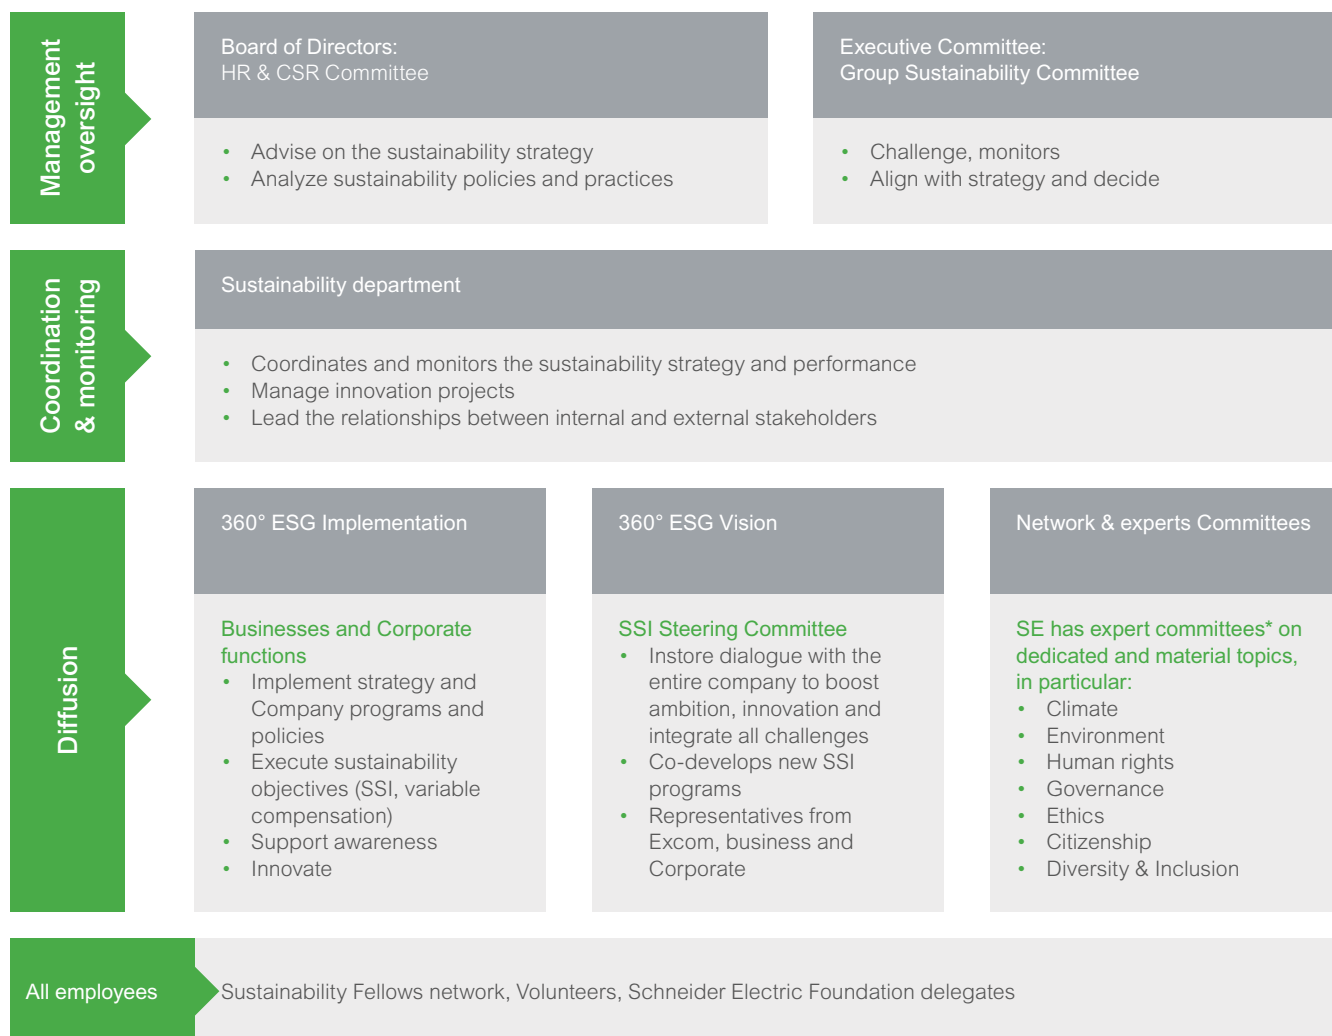 Management
oversight
Board of Directors:
HR & CSR Committee
• Advise on the sustainability strategy
• Analyze sustainability policies and practices
Executive Committee:
Group Sustainability Committee
• Challenge, monitors
• Align with strategy and decide
Coordination
& monitoring
Sustainability department
• Coordinates and monitors the sustainability strategy and performance
• Manage innovation projects
• Lead the relationships between internal and external stakeholders
Diffusion
360° ESG Implementation
Businesses and Corporate
functions
• Implement strategy and
Company programs and
policies
• Execute sustainability
objectives (SSI, variable
compensation)
• Support awareness
• Innovate
360° ESG Vision
SSI Steering Committee
• Instore dialogue with the
entire company to boost
ambition, innovation and
integrate all challenges
• Co-develops new SSI
programs
• Representatives from
Excom, business and
Corporate
Network & experts Committees
SE has expert committees* on
dedicated and material topics,
in particular:
• Climate
• Environment
• Human rights
• Governance
• Ethics
• Citizenship
• Diversity & Inclusion
All employees
Sustainability Fellows network, Volunteers, Schneider Electric Foundation delegates